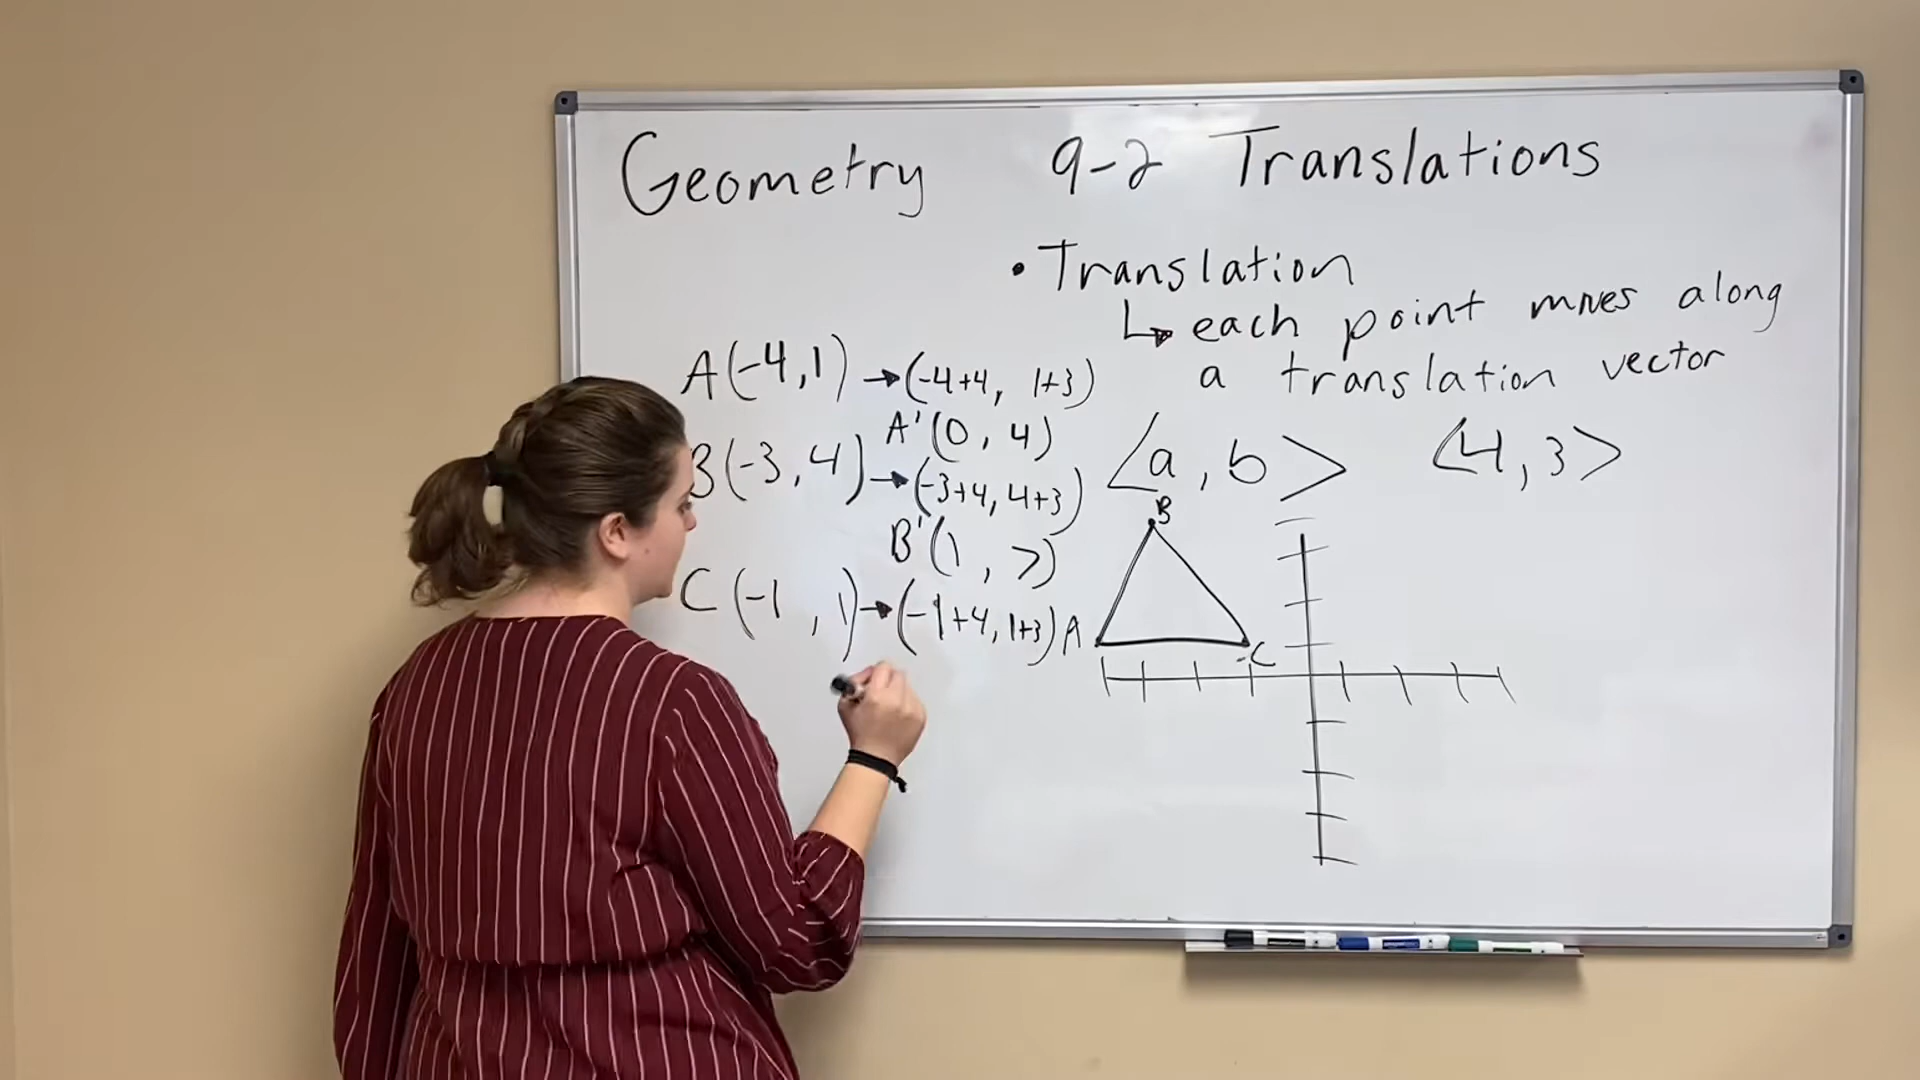 Geometry 9-2 Translations
• Translation
↳ each point moves along
a translation vector
<a, b> <4, 3>
A(-4, 1) → (-4+4, 1+3)
A'(0, 4)
B(-3, 4) → (-3+4, 4+3)
B'(1, 7)
C(-1, 1) → (-1+4, 1+3)
B
A
C